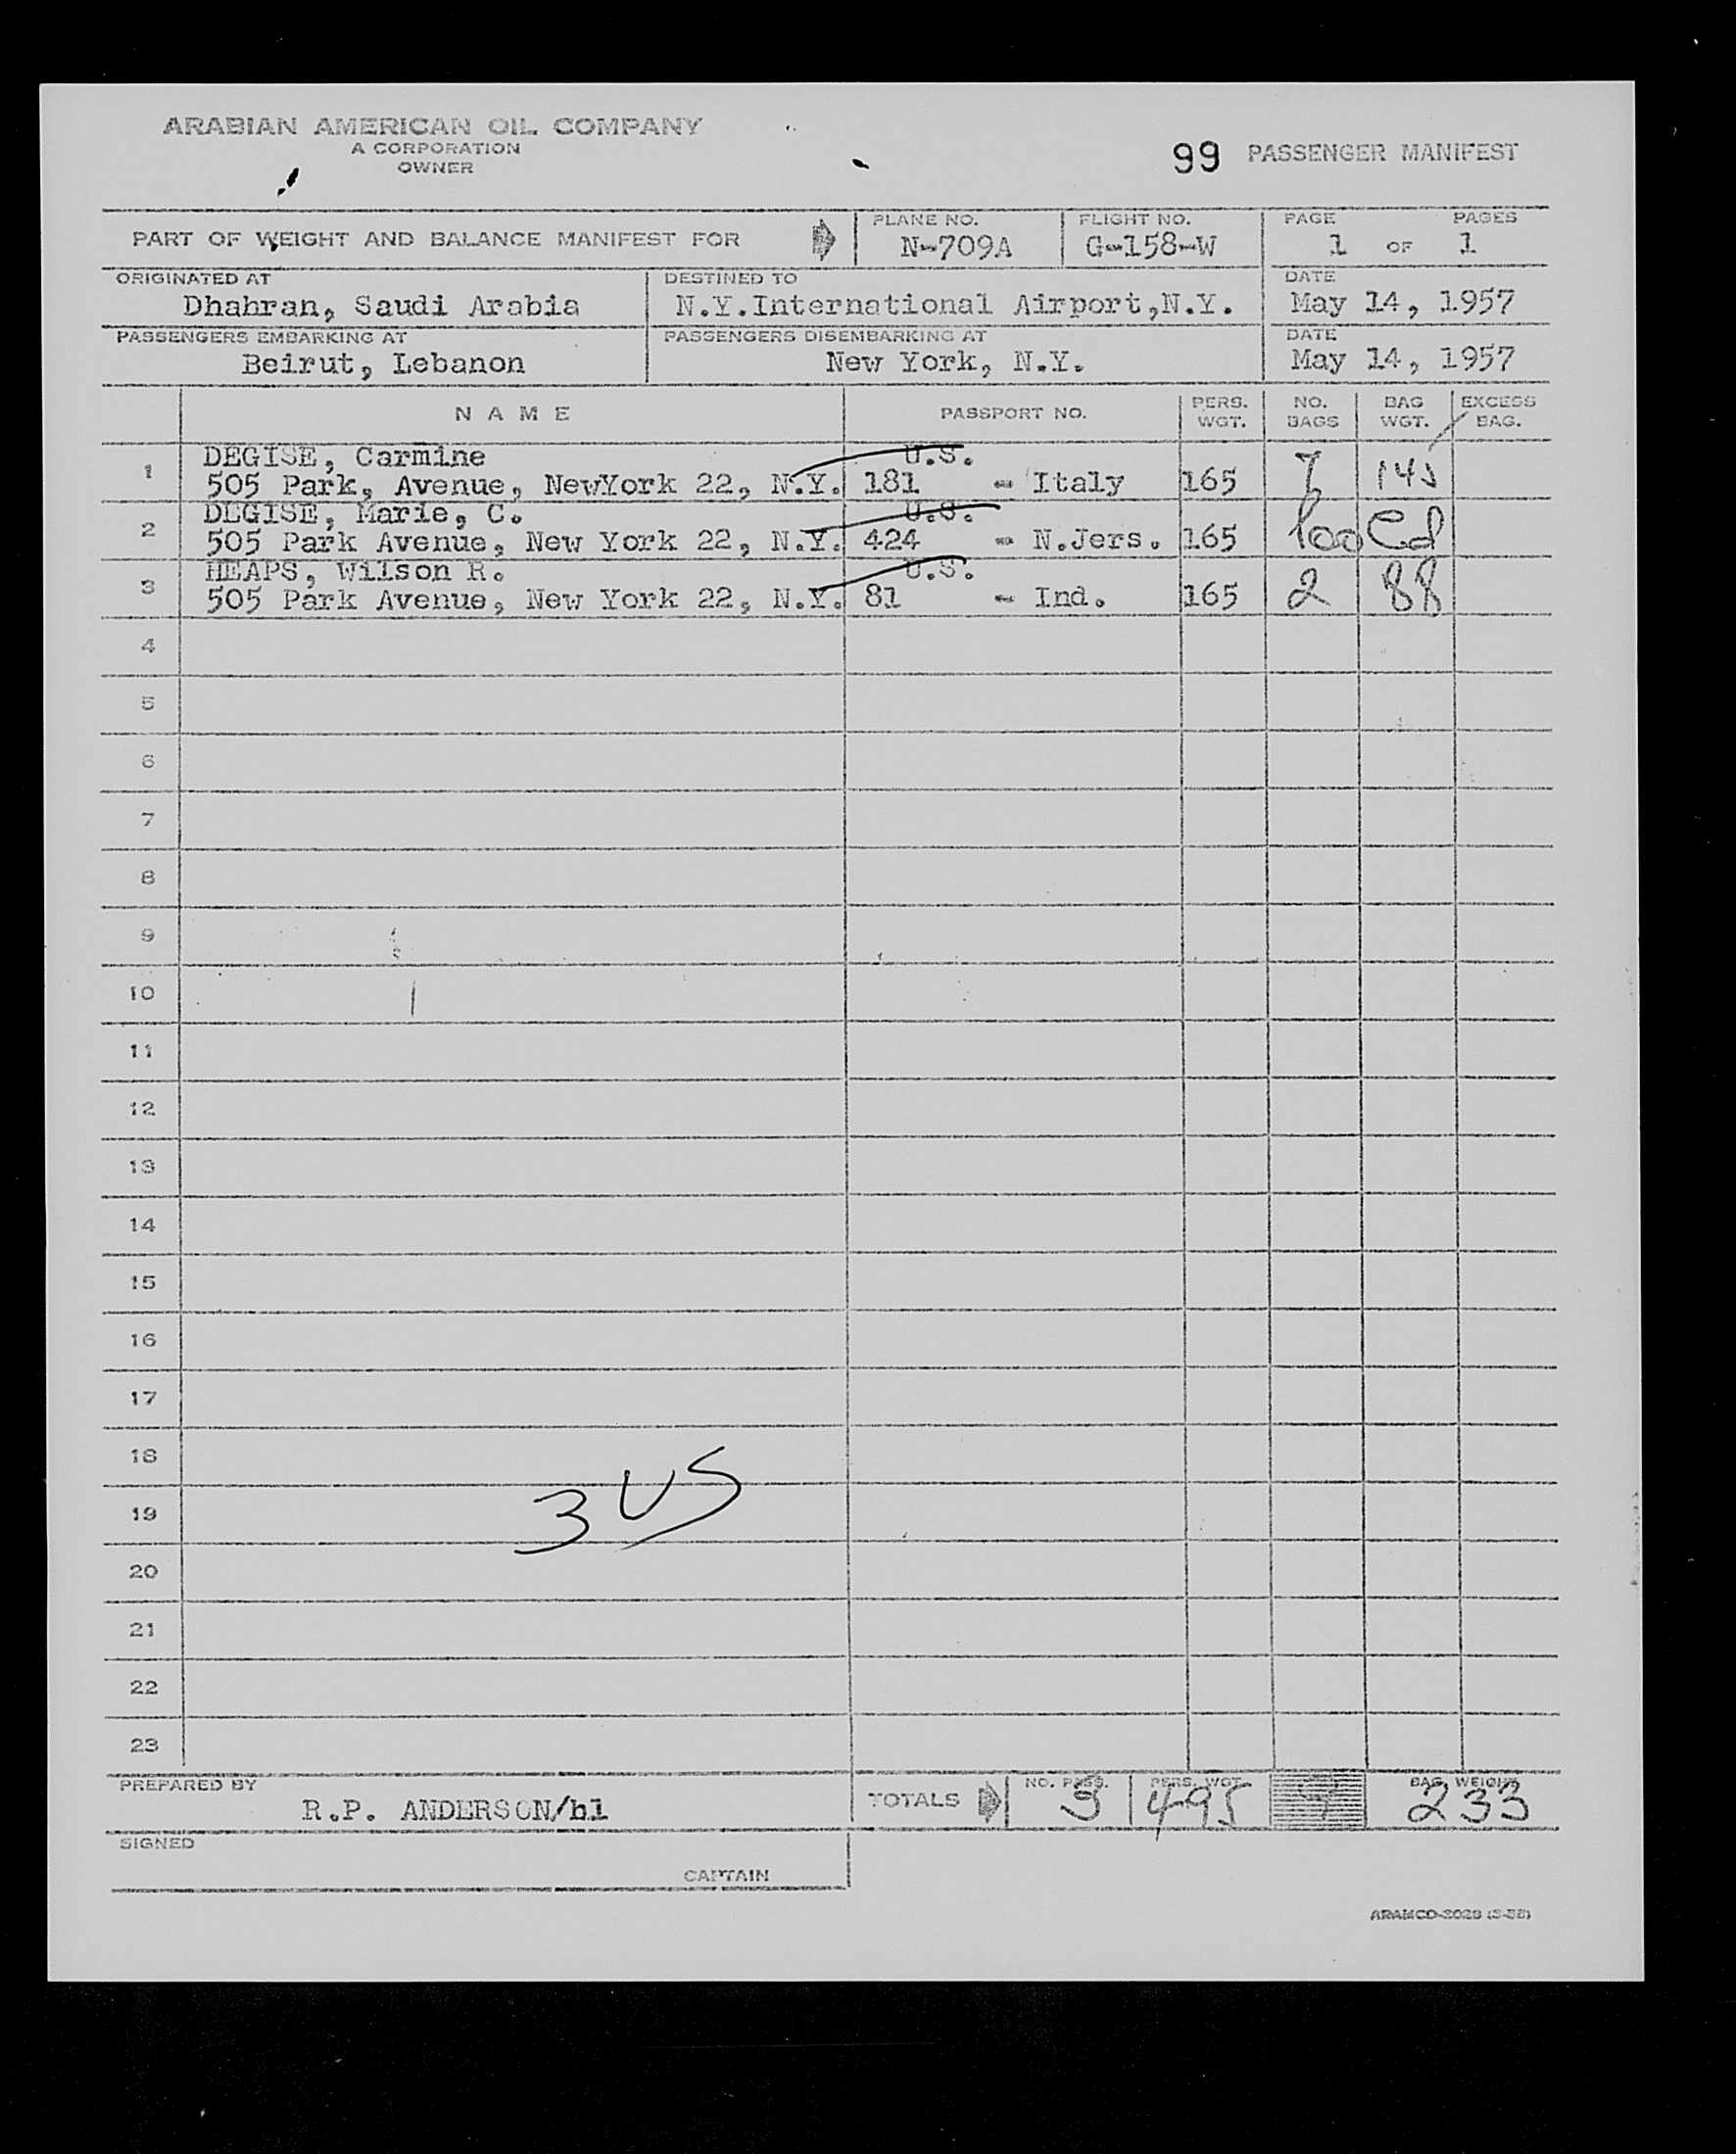 ARABIAN AMERICAN OIL COMPANY
A CORPORATION
OWNER
99 PASSENGER MANIFEST
PART OF WEIGHT AND BALANCE MANIFEST FOR
PLANE NO.
N-709A
FLIGHT NO.
G-158-W
PAGE PAGES
1 OF 1
ORIGINATED AT
Dhahran, Saudi Arabia
DESTINED TO
N.Y.International Airport,N.Y.
DATE
May 14, 1957
PASSENGERS EMBARKING AT
Beirut, Lebanon
PASSENGERS DISEMBARKING AT
New York, N.Y.
DATE
May 14, 1957
NAME PASSPORT NO. PERS. WGT. NO. BAGS BAG WGT. EXCESS BAG.
1 DEGISE, Carmine U.S.
505 Park, Avenue, NewYork 22, N.Y. 181 - Italy 165 145
2 DEGISE, Marie, C. U.S.
505 Park Avenue, New York 22, N.Y. 424 - N.Jers. 165
3 HEAPS, Wilson R. U.S.
505 Park Avenue, New York 22, N.Y. 81 - Ind. 165 2 88
4
5
6
7
8
9
10
11
12
13
14
15
16
17
18
19
20
21
22
23
3 US
PREPARED BY
R.P. ANDERSON/hl
TOTALS
NO. PASS.
3
PERS. WGT.
495
BAG WEIGHT
233
SIGNED
CAPTAIN